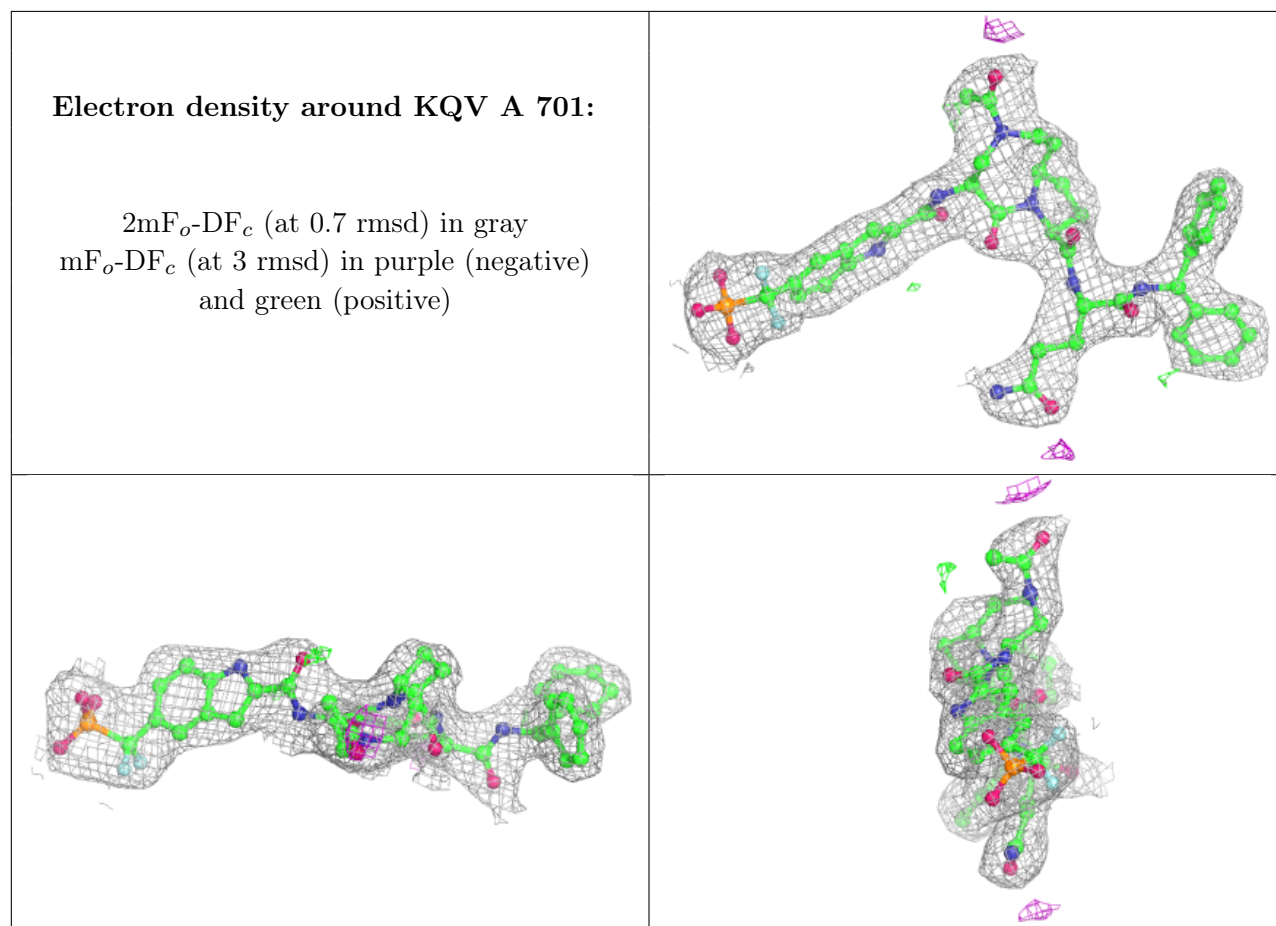 Electron density around KQV A 701:
2mFo-DFc (at 0.7 rmsd) in gray
mFo-DFc (at 3 rmsd) in purple (negative)
and green (positive)